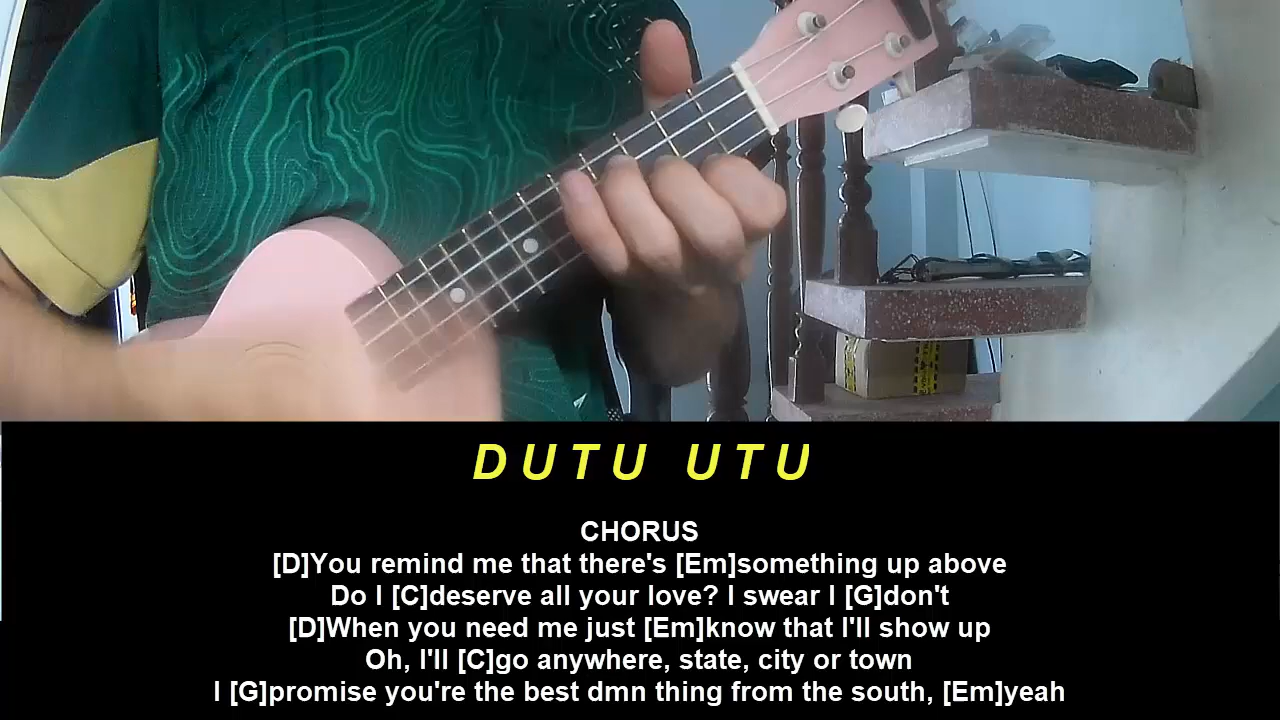 DUTU UTU
CHORUS
[D]You remind me that there's [Em]something up above
Do I [C]deserve all your love? I swear I [G]don't
[D]When you need me just [Em]know that I'll show up
Oh, I'll [C]go anywhere, state, city or town
I [G]promise you're the best dmn thing from the south, [Em]yeah